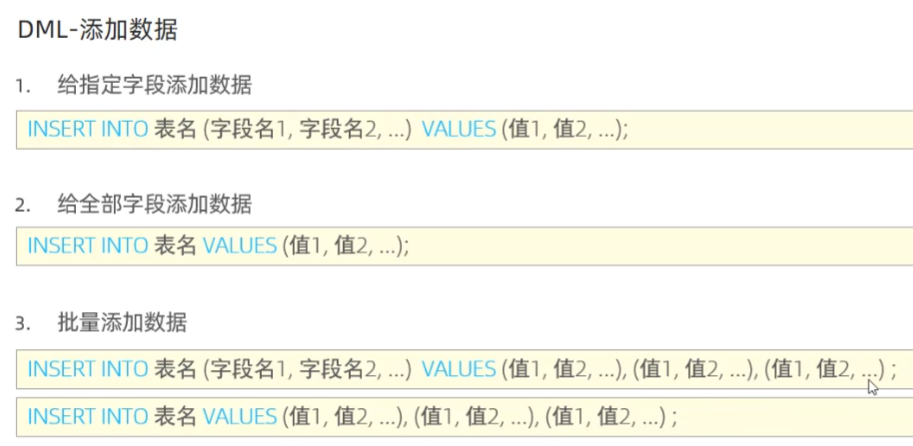 DML-添加数据
1. 给指定字段添加数据
INSERT INTO 表名 (字段名1, 字段名2, ...) VALUES (值1, 值2, ...);
2. 给全部字段添加数据
INSERT INTO 表名 VALUES (值1, 值2, ...);
3. 批量添加数据
INSERT INTO 表名 (字段名1, 字段名2, ...) VALUES (值1, 值2, ...), (值1, 值2, ...), (值1, 值2, ...) ;
INSERT INTO 表名 VALUES (值1, 值2, ...), (值1, 值2, ...), (值1, 值2, ...) ;